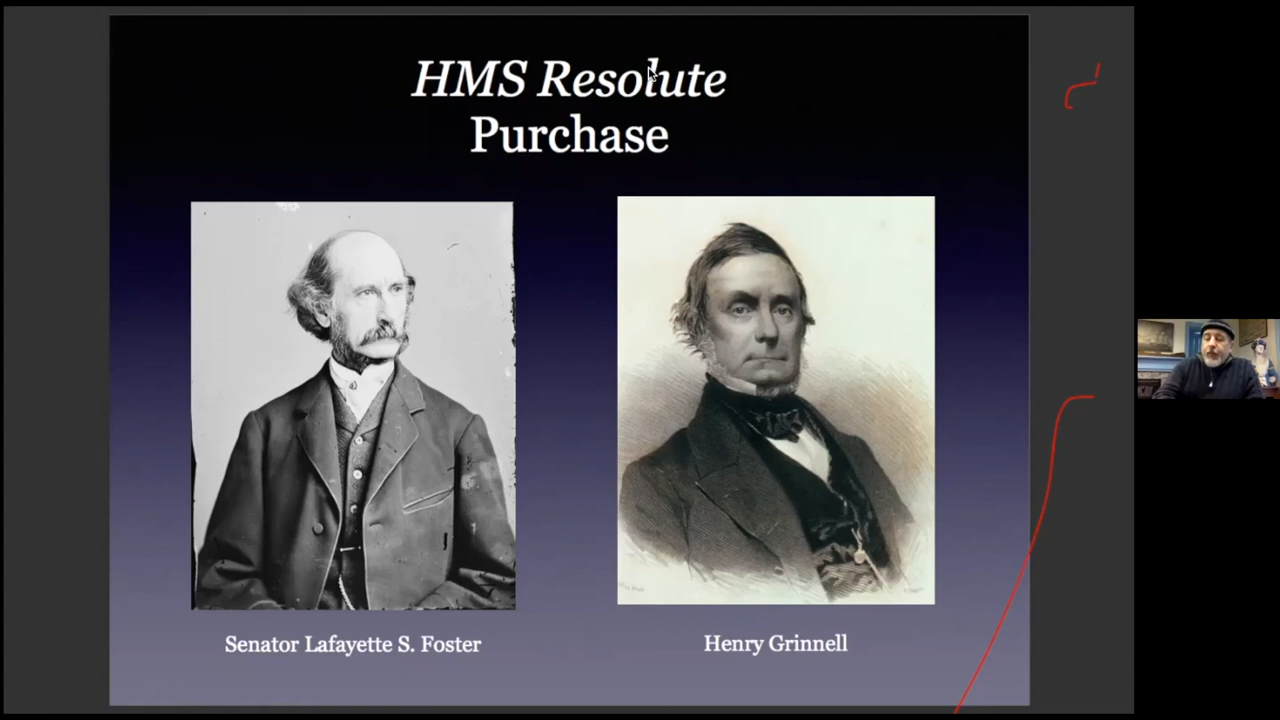 HMS Resolute
Purchase
Senator Lafayette S. Foster
Henry Grinnell